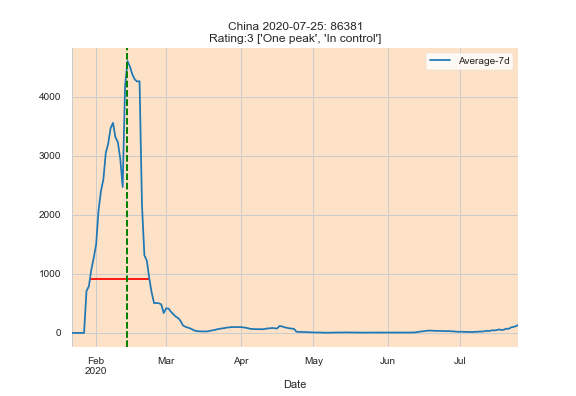 China 2020-07-25: 86381
Rating:3 ['One peak', 'In control']
Average-7d
4000
3000
2000
1000
0
Feb Mar Apr May Jun Jul
2020
Date